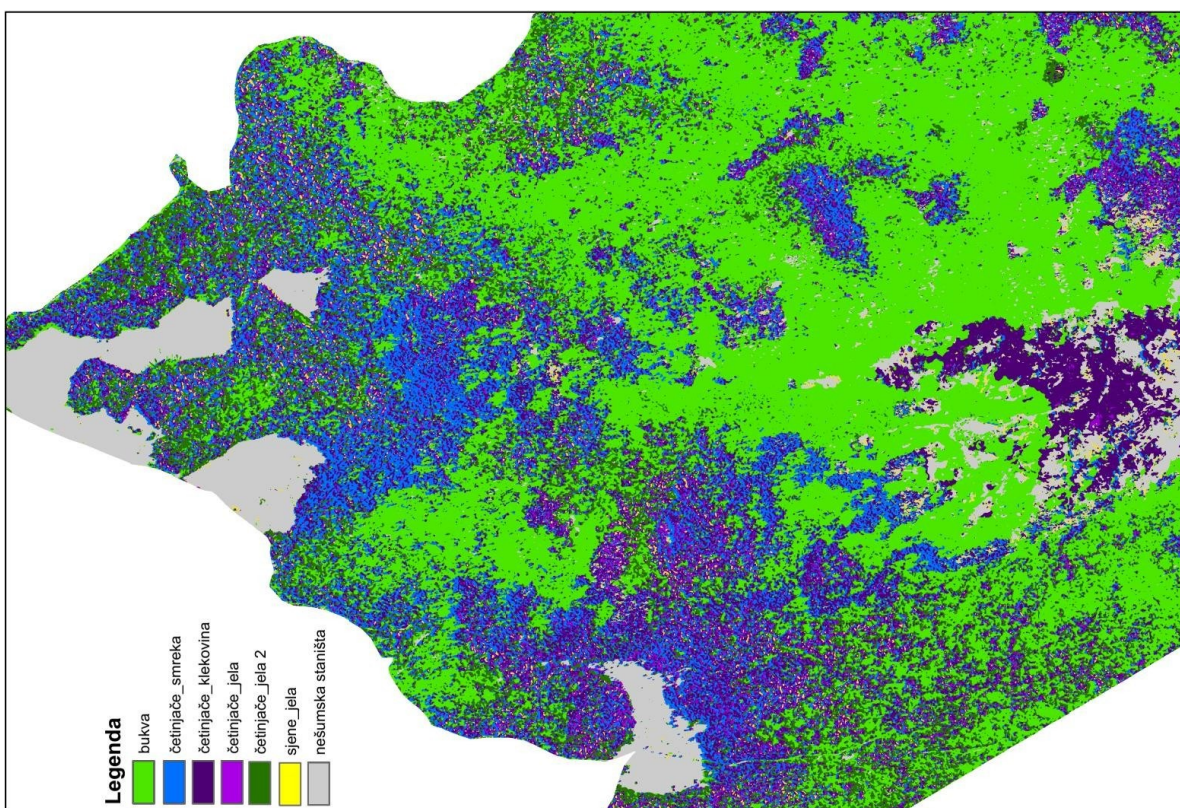 Legenda
bukva
četinjače_smreka
četinjače_klekovina
četinjače_jela
četinjače_jela 2
sjene_jela
nešumska staništa